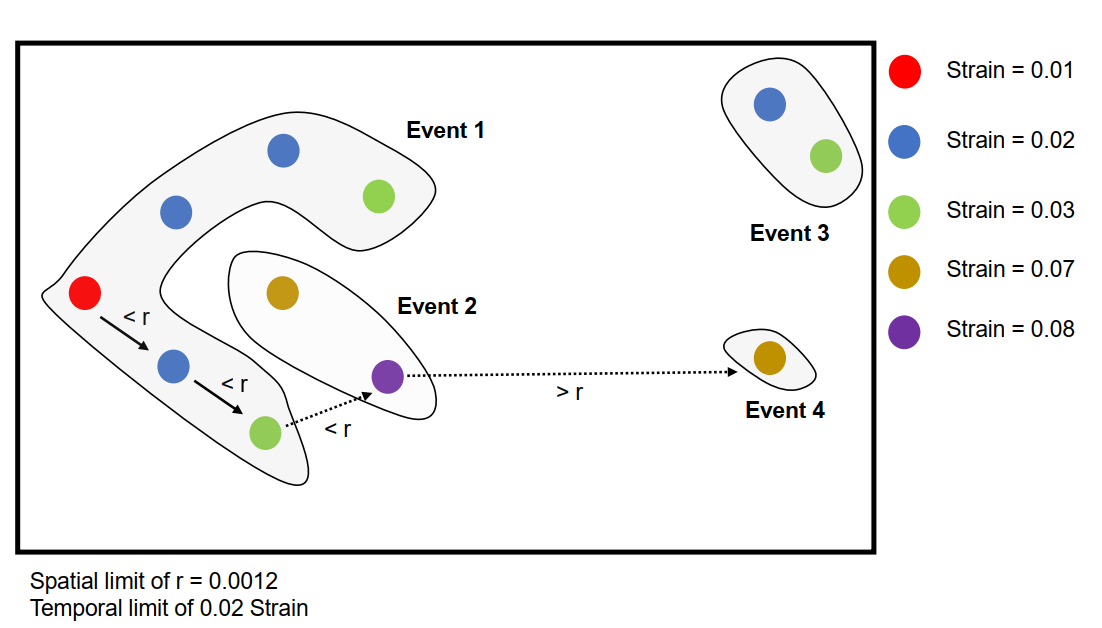 Event 1
Event 2
Event 3
Event 4
< r
< r
< r
> r
Strain = 0.01
Strain = 0.02
Strain = 0.03
Strain = 0.07
Strain = 0.08
Spatial limit of r = 0.0012
Temporal limit of 0.02 Strain